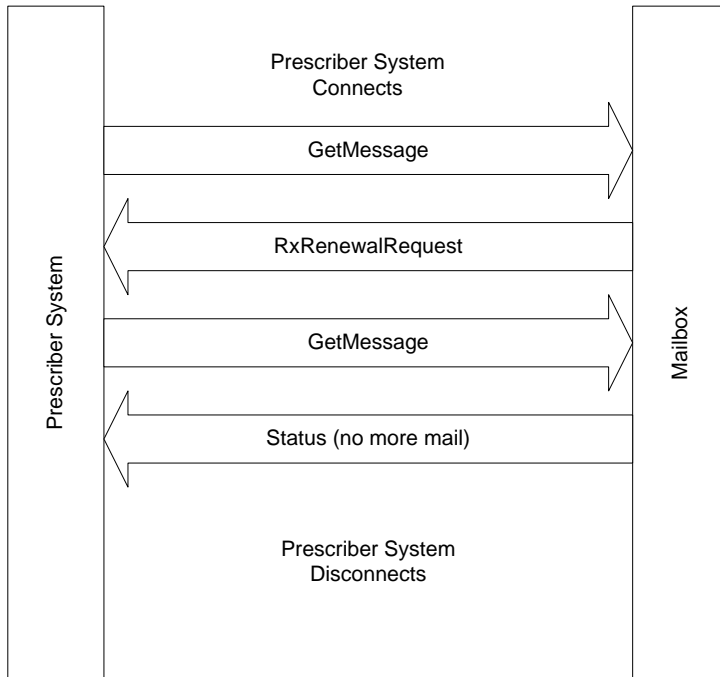 Prescriber System
Connects
GetMessage
RxRenewalRequest
GetMessage
Status (no more mail)
Prescriber System
Disconnects
Prescriber System
Mailbox